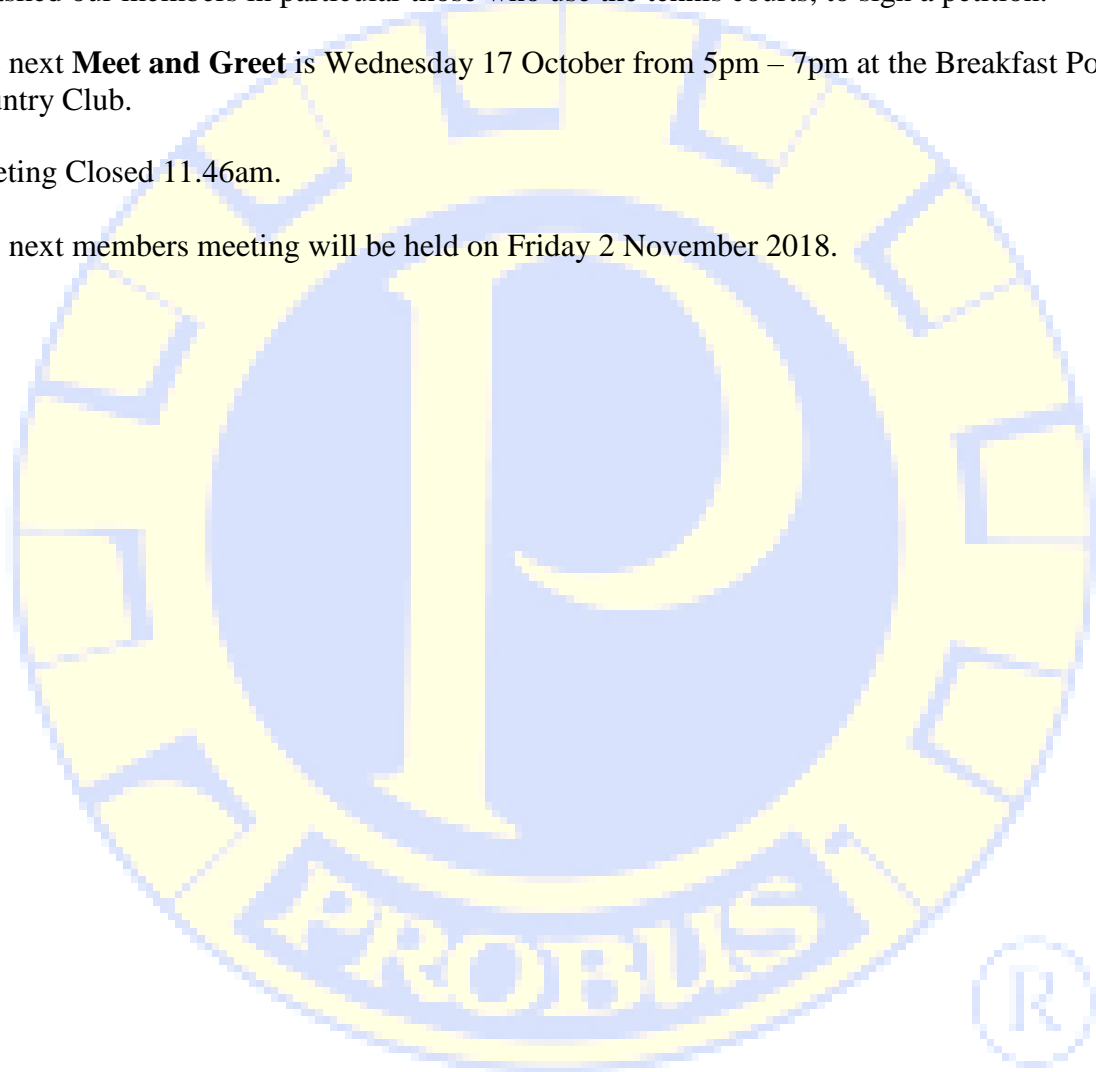 our members in particular those who use the tennis courts, to sign a petition.
next Meet and Greet is Wednesday 17 October from 5pm – 7pm at the Breakfast Po
untry Club.
eting Closed 11.46am.
next members meeting will be held on Friday 2 November 2018.
P
PROBUS
®